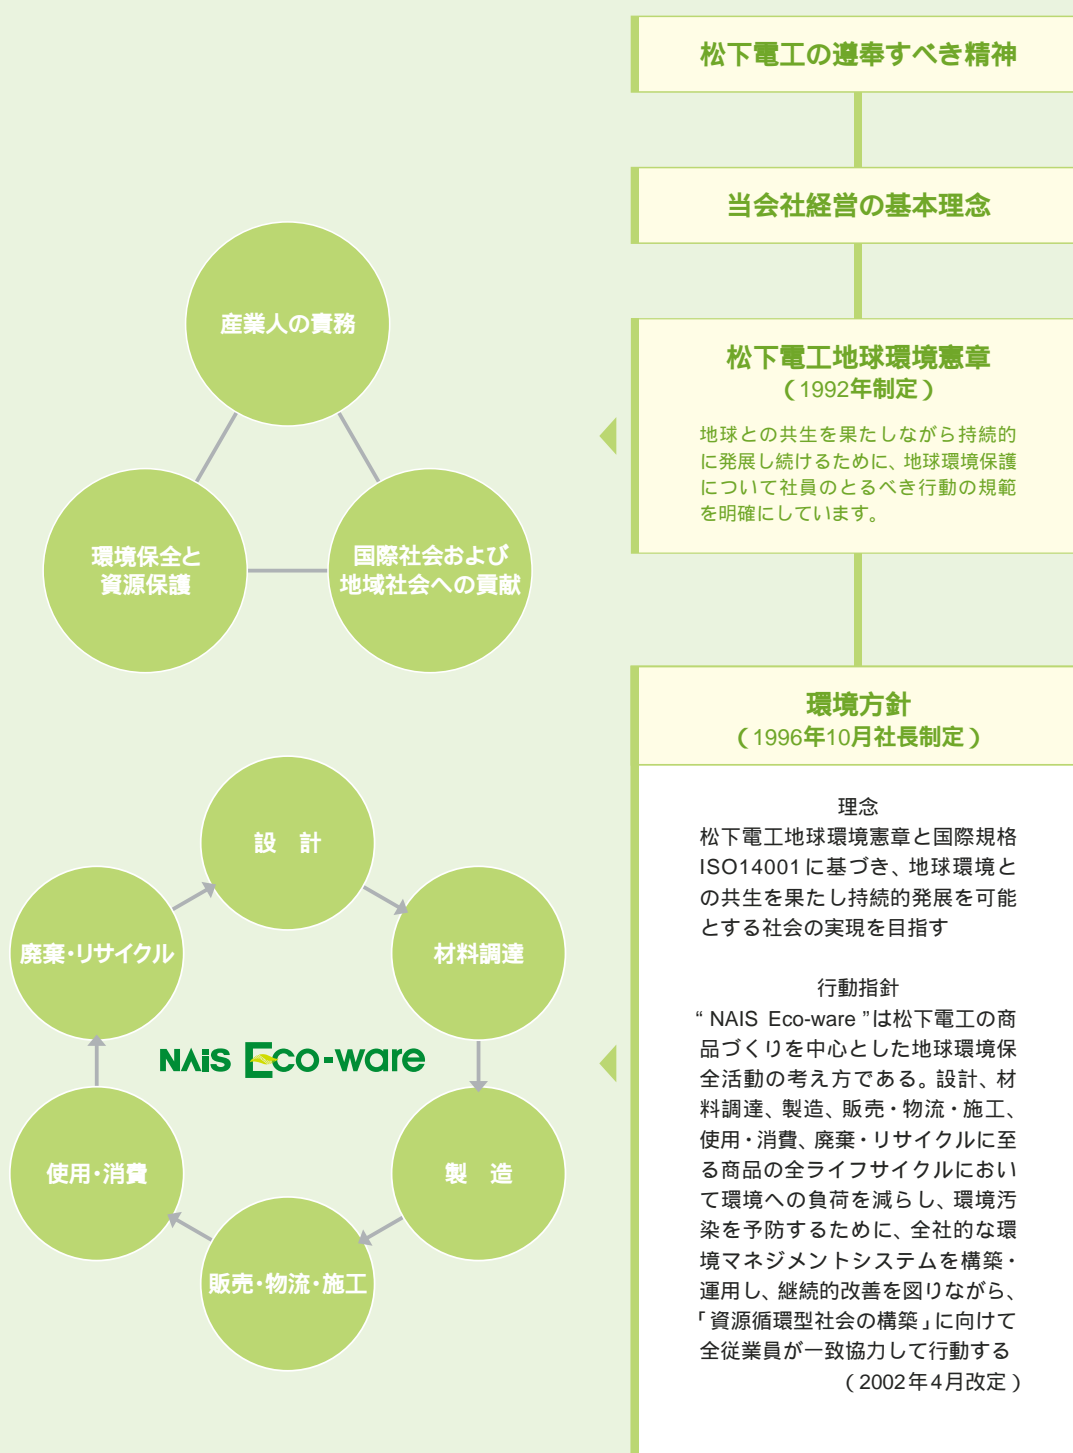 松下電工の遵奉すべき精神
当会社経営の基本理念
松下電工地球環境憲章
（1992年制定）
地球との共生を果たしながら持続的
に発展し続けるために、地球環境保護
について社員のとるべき行動の規範
を明確にしています。
産業人の責務
環境保全と
資源保護
国際社会および
地域社会への貢献
環境方針
（1996年10月社長制定）
理念
松下電工地球環境憲章と国際規格
ISO14001に基づき、地球環境と
の共生を果たし持続的発展を可能
とする社会の実現を目指す
行動指針
“NAIS Eco-ware”は松下電工の商
品づくりを中心とした地球環境保
全活動の考え方である。設計、材
料調達、製造、販売・物流・施工、
使用・消費、廃棄・リサイクルに至
る商品の全ライフサイクルにおい
て環境への負荷を減らし、環境汚
染を予防するために、全社的な環
境マネジメントシステムを構築・
運用し、継続的改善を図りながら、
「資源循環型社会の構築」に向けて
全従業員が一致協力して行動する
（2002年4月改定）
設 計
材料調達
製 造
販売・物流・施工
使用・消費
廃棄・リサイクル
NAiS Eco-ware